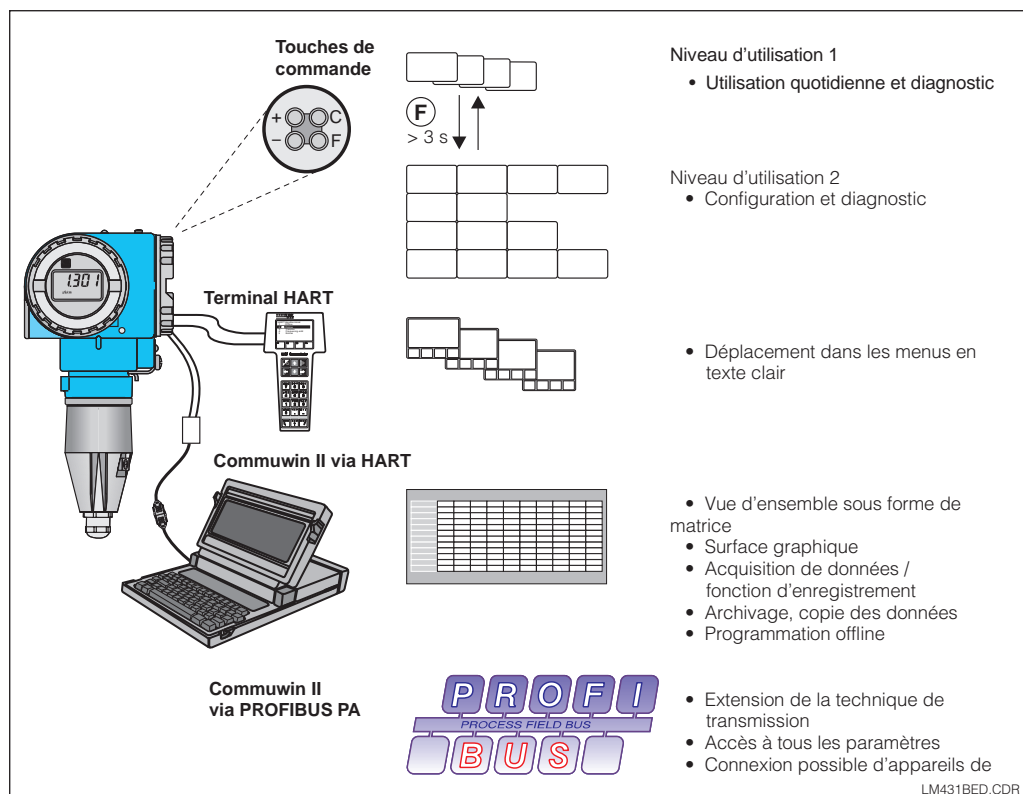 Touches de
commande
+ C
− F
F
> 3 s
Niveau d'utilisation 1
• Utilisation quotidienne et diagnostic
Niveau d'utilisation 2
• Configuration et diagnostic
1.301
Terminal HART
• Déplacement dans les menus en
texte clair
Commuwin II via HART
• Vue d'ensemble sous forme de
matrice
• Surface graphique
• Acquisition de données /
fonction d'enregistrement
• Archivage, copie des données
• Programmation offline
Commuwin II
via PROFIBUS PA
PROFI
PROCESS FIELD BUS
BUS
• Extension de la technique de
transmission
• Accès à tous les paramètres
• Connexion possible d'appareils de
LM431BED.CDR